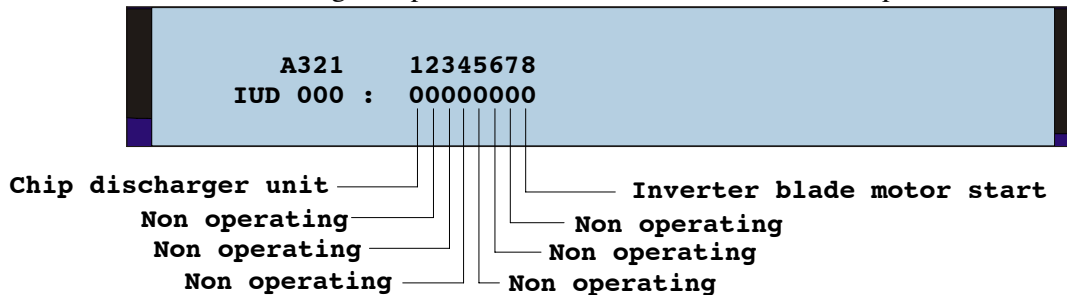 A321 12345678
IUD 000 : 00000000
Chip discharger unit
Inverter blade motor start
Non operating
Non operating
Non operating
Non operating
Non operating
Non operating